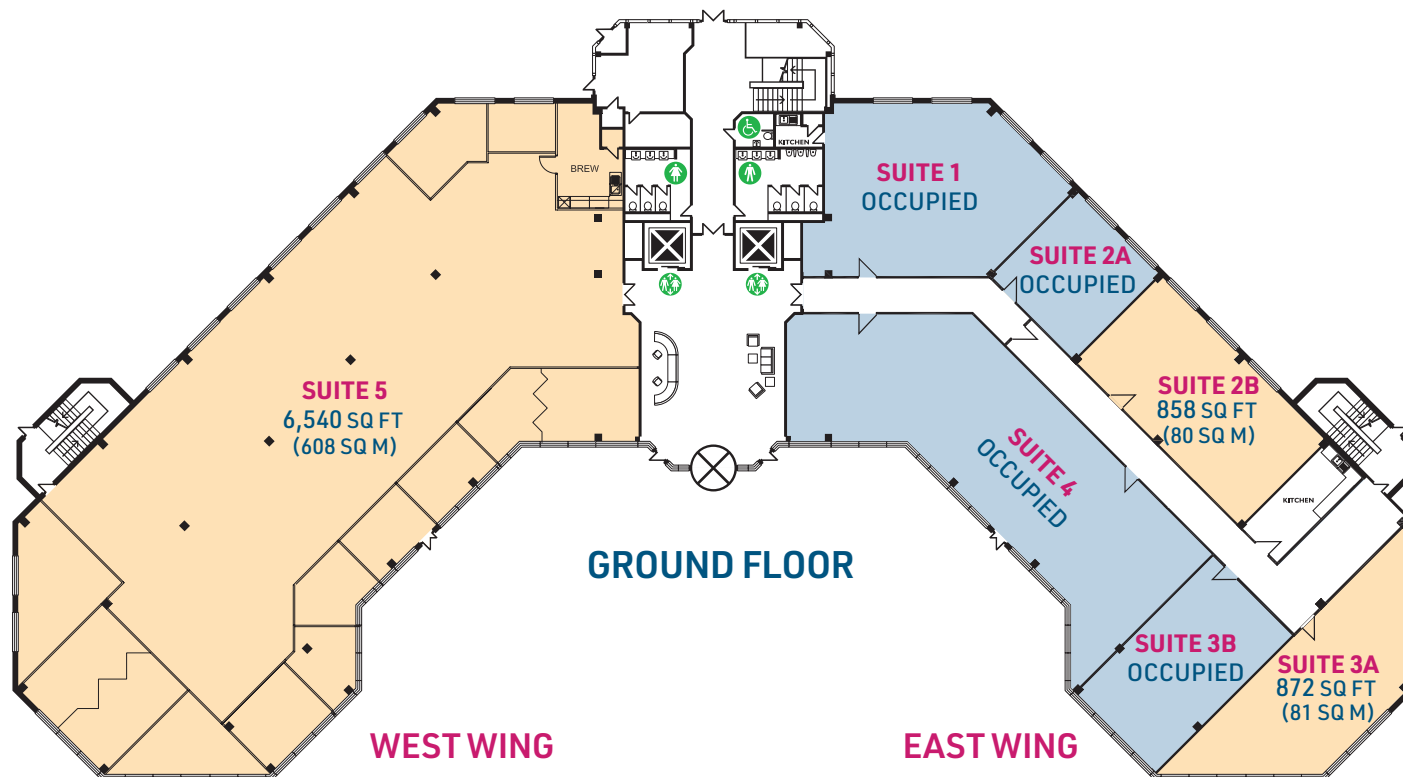 BREW
KITCHEN
SUITE 1
OCCUPIED
SUITE 2A
OCCUPIED
SUITE 2B
858 SQ FT
(80 SQ M)
KITCHEN
SUITE 5
6,540 SQ FT
(608 SQ M)
SUITE 4
OCCUPIED
GROUND FLOOR
SUITE 3B
OCCUPIED
SUITE 3A
872 SQ FT
(81 SQ M)
WEST WING
EAST WING